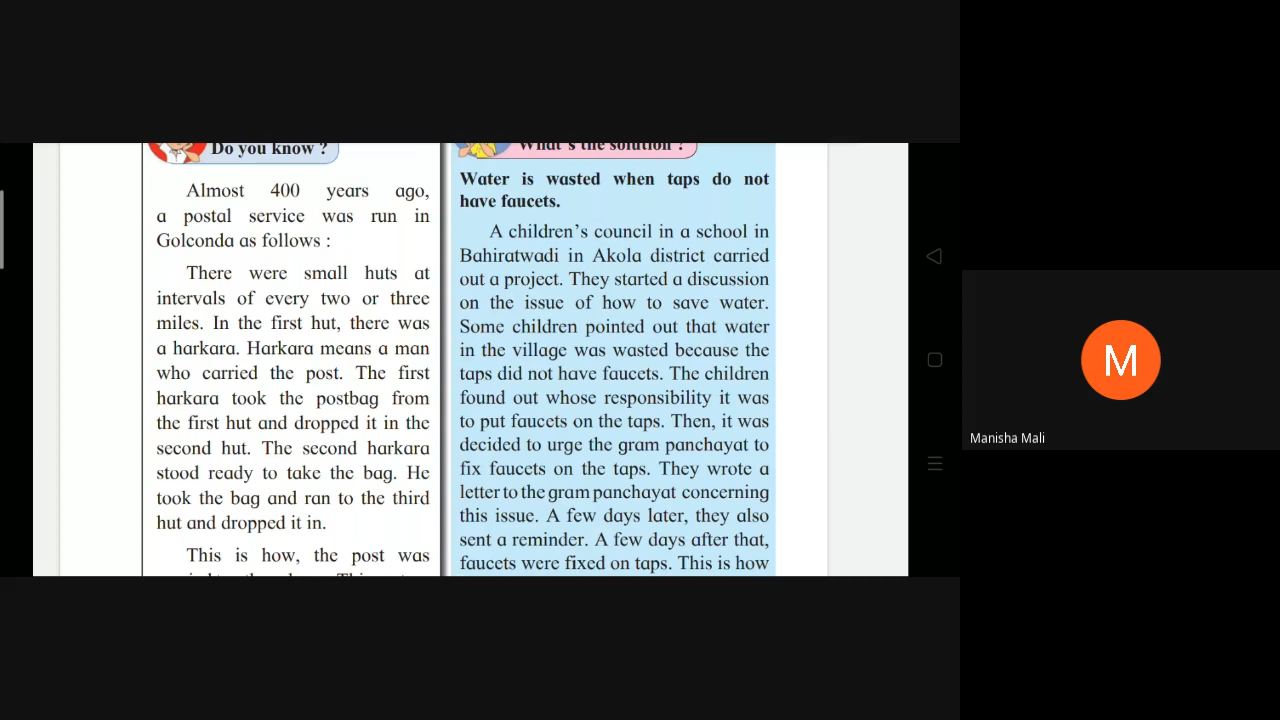 Do you know ?
Almost 400 years ago,
a postal service was run in
Golconda as follows :
There were small huts at
intervals of every two or three
miles. In the first hut, there was
a harkara. Harkara means a man
who carried the post. The first
harkara took the postbag from
the first hut and dropped it in the
second hut. The second harkara
stood ready to take the bag. He
took the bag and ran to the third
hut and dropped it in.
This is how, the post was
What's the solution ?
Water is wasted when taps do not
have faucets.
A children's council in a school in
Bahiratwadi in Akola district carried
out a project. They started a discussion
on the issue of how to save water.
Some children pointed out that water
in the village was wasted because the
taps did not have faucets. The children
found out whose responsibility it was
to put faucets on the taps. Then, it was
decided to urge the gram panchayat to
fix faucets on the taps. They wrote a
letter to the gram panchayat concerning
this issue. A few days later, they also
sent a reminder. A few days after that,
faucets were fixed on taps. This is how
M
Manisha Mali